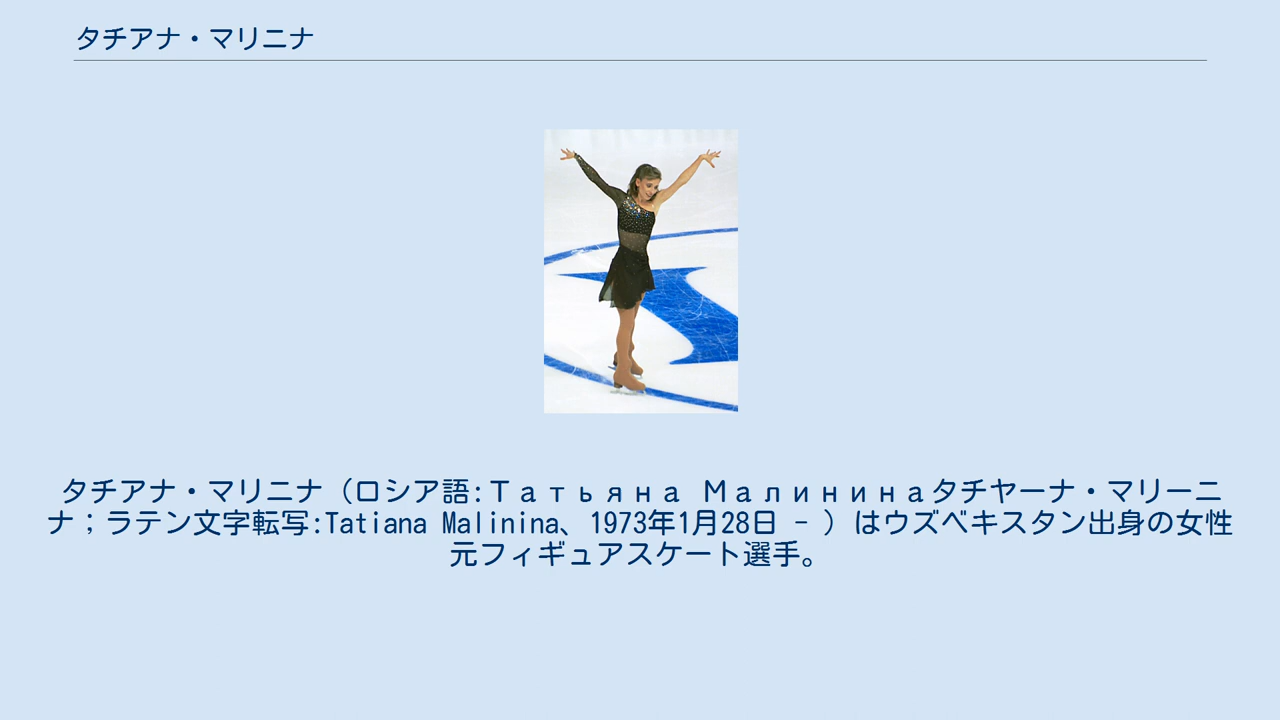 タチアナ・マリニナ
タチアナ・マリニナ（ロシア語:Татьяна Малининаタチヤーナ・マリーニ
ナ；ラテン文字転写:Tatiana Malinina、1973年1月28日 - ）はウズベキスタン出身の女性
元フィギュアスケート選手。